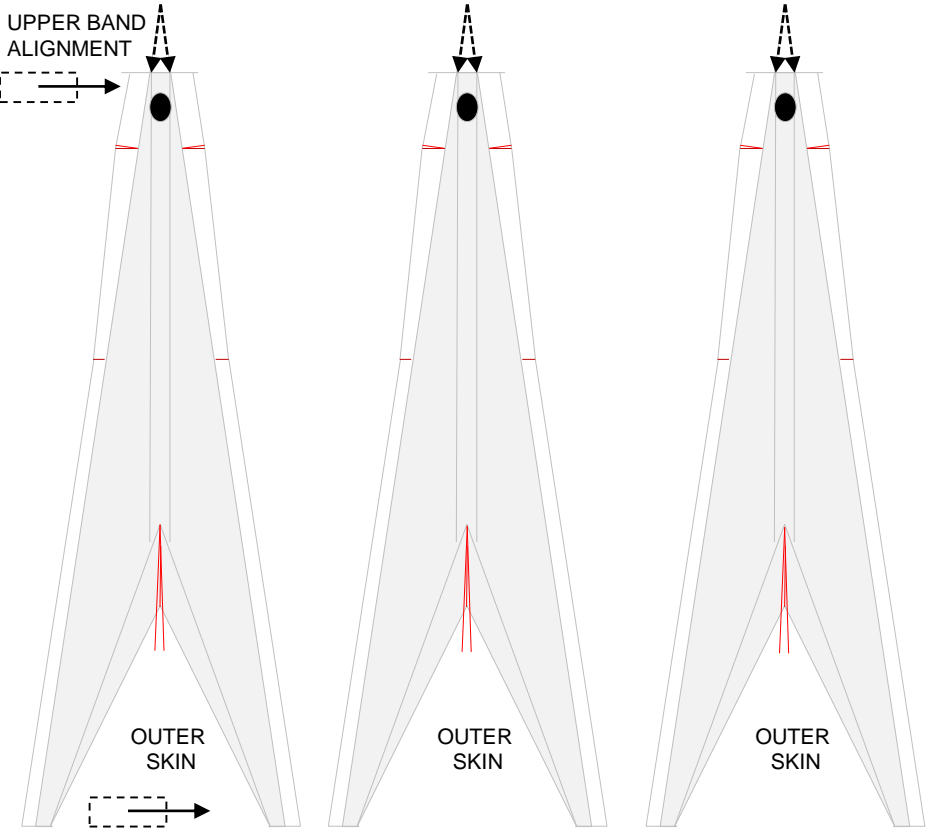 UPPER BAND
ALIGNMENT
OUTER
SKIN
OUTER
SKIN
OUTER
SKIN